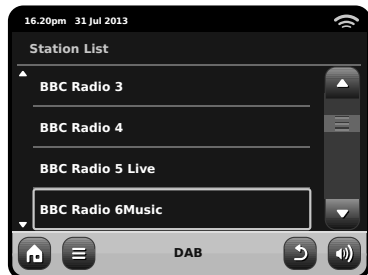 16.20pm 31 Jul 2013
Station List
BBC Radio 3
BBC Radio 4
BBC Radio 5 Live
BBC Radio 6Music
DAB